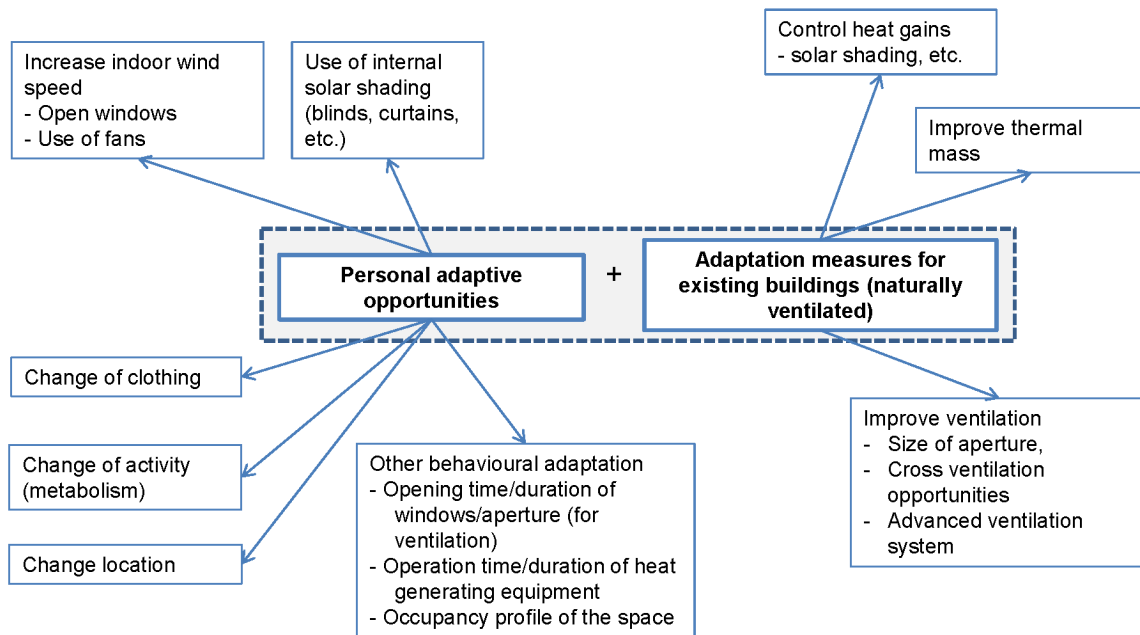 Increase indoor wind
speed
- Open windows
- Use of fans
Use of internal
solar shading
(blinds, curtains,
etc.)
Control heat gains
- solar shading, etc.
Improve thermal
mass
Personal adaptive
opportunities
+
Adaptation measures for
existing buildings (naturally
ventilated)
Change of clothing
Change of activity
(metabolism)
Change location
Other behavioural adaptation
- Opening time/duration of
windows/aperture (for
ventilation)
- Operation time/duration of heat
generating equipment
- Occupancy profile of the space
Improve ventilation
- Size of aperture,
- Cross ventilation
opportunities
- Advanced ventilation
system